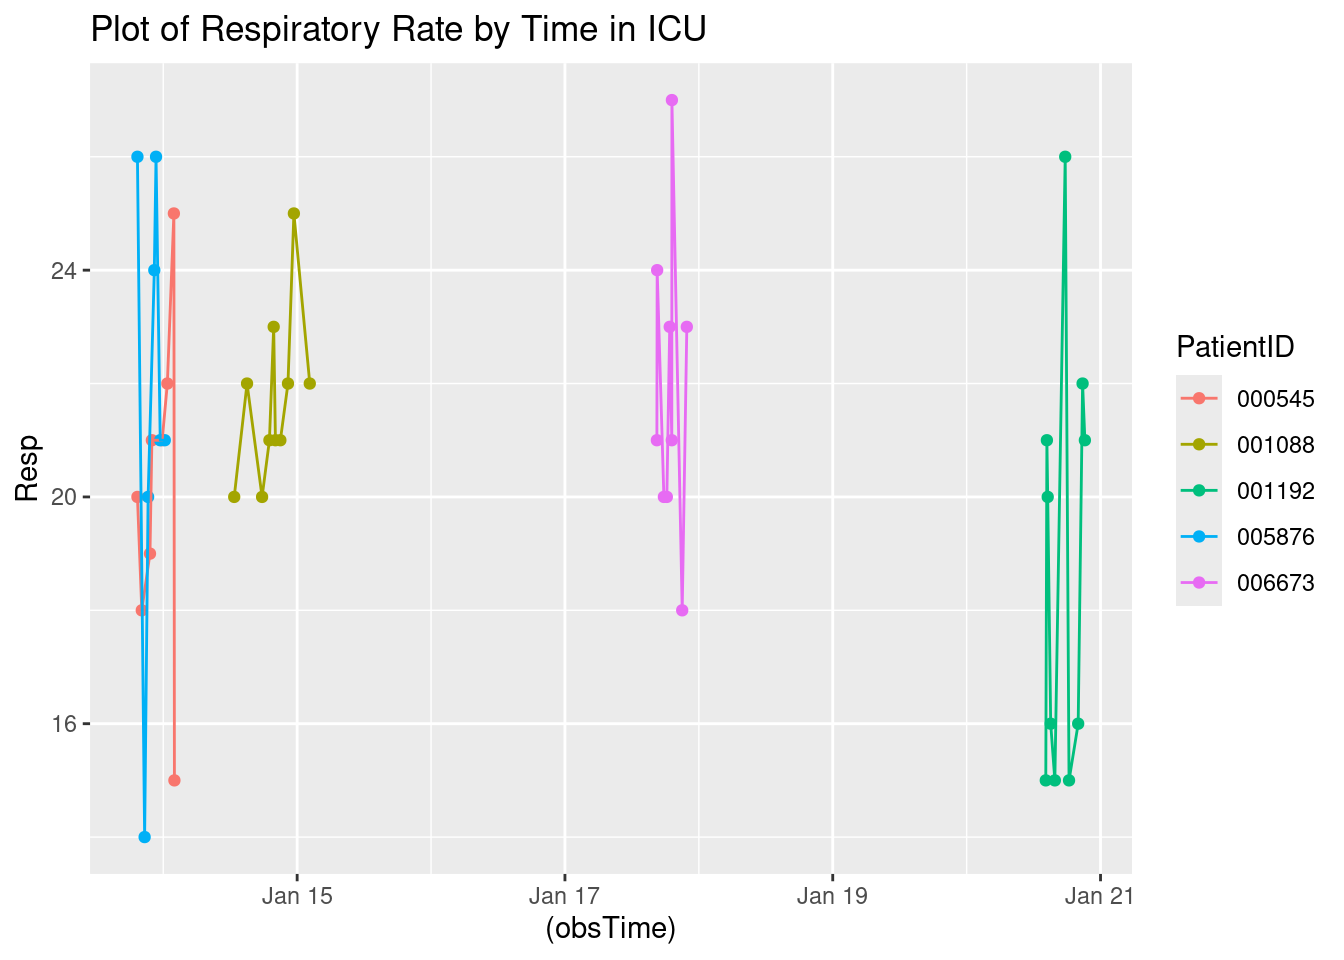 Plot of Respiratory Rate by Time in ICU
Resp
24
20
16
Jan 15
Jan 17
Jan 19
Jan 21
(obsTime)
PatientID
000545
001088
001192
005876
006673